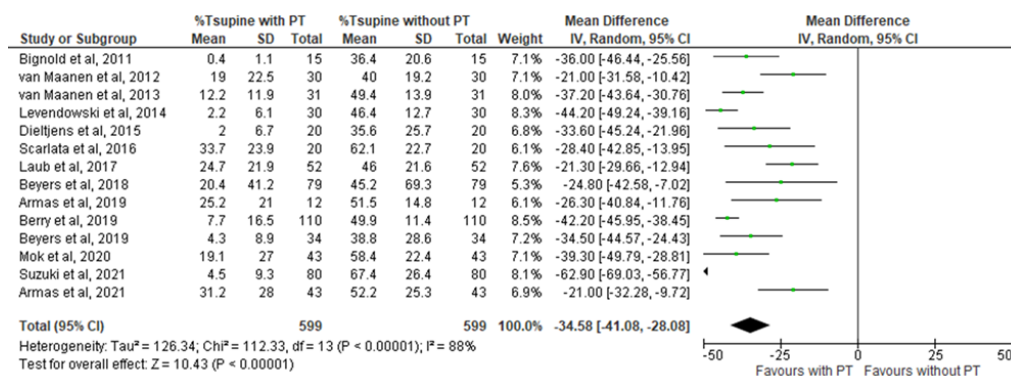 %Tsupine with PT %Tsupine without PT Mean Difference Mean Difference
Study or Subgroup Mean SD Total Mean SD Total Weight IV, Random, 95% CI IV, Random, 95% CI
Bignold et al, 2011 0.4 1.1 15 36.4 20.6 15 7.1% -36.00 [-46.44, -25.56]
van Maanen et al, 2012 19 22.5 30 40 19.2 30 7.1% -21.00 [-31.58, -10.42]
van Maanen et al, 2013 12.2 11.9 31 49.4 13.9 31 8.0% -37.20 [-43.64, -30.76]
Levendowski et al, 2014 2.2 6.1 30 46.4 12.7 30 8.3% -44.20 [-49.24, -39.16]
Dieltjens et al, 2015 2 6.7 20 35.6 25.7 20 6.8% -33.60 [-45.24, -21.96]
Scarlata et al, 2016 33.7 23.9 20 62.1 22.7 20 6.2% -28.40 [-42.85, -13.95]
Laub et al, 2017 24.7 21.9 52 46 21.6 52 7.6% -21.30 [-29.66, -12.94]
Beyers et al, 2018 20.4 41.2 79 45.2 69.3 79 5.3% -24.80 [-42.58, -7.02]
Armas et al, 2019 25.2 21 12 51.5 14.8 12 6.1% -26.30 [-40.84, -11.76]
Berry et al, 2019 7.7 16.5 110 49.9 11.4 110 8.5% -42.20 [-45.95, -38.45]
Beyers et al, 2019 4.3 8.9 34 38.8 28.6 34 7.2% -34.50 [-44.57, -24.43]
Mok et al, 2020 19.1 27 43 58.4 22.4 43 7.1% -39.30 [-49.79, -28.81]
Suzuki et al, 2021 4.5 9.3 80 67.4 26.4 80 8.1% -62.90 [-69.03, -56.77]
Armas et al, 2021 31.2 28 43 52.2 25.3 43 6.9% -21.00 [-32.28, -9.72]
Total (95% CI) 599 599 100.0% -34.58 [-41.08, -28.08]
Heterogeneity: Tau² = 126.34; Chi² = 112.33, df = 13 (P < 0.00001); I² = 88%
Test for overall effect: Z = 10.43 (P < 0.00001)
-50 -25 0 25 50
Favours with PT Favours without PT